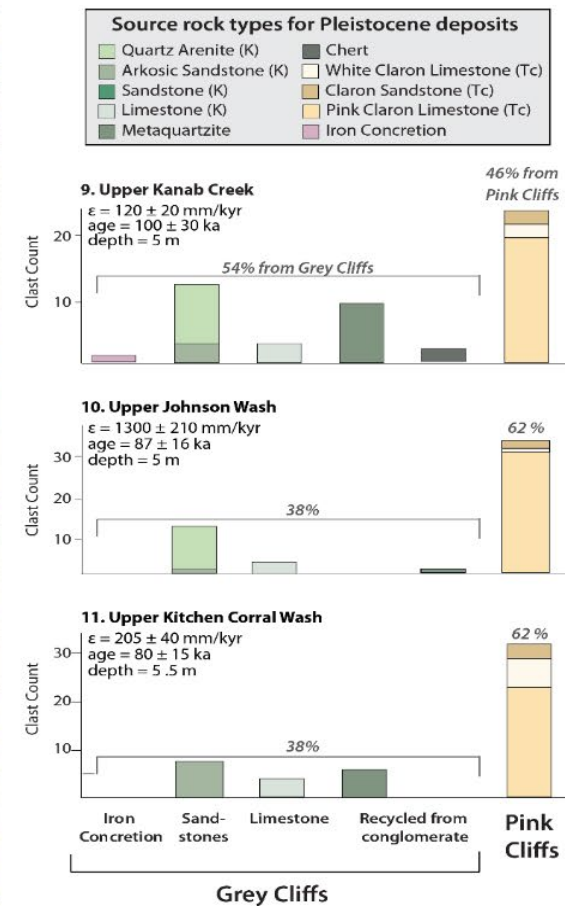 Source rock types for Pleistocene deposits
Quartz Arenite (K)
Arkosic Sandstone (K)
Sandstone (K)
Limestone (K)
Metaquartzite
Chert
White Claron Limestone (Tc)
Claron Sandstone (Tc)
Pink Claron Limestone (Tc)
Iron Concretion
46% from
Pink Cliffs
9. Upper Kanab Creek
ε = 120 ± 20 mm/kyr
age = 100 ± 30 ka
depth = 5 m
54% from Grey Cliffs
Clast Count
20
10
10. Upper Johnson Wash
ε = 1300 ± 210 mm/kyr
age = 87 ± 16 ka
depth = 5 m
62 %
38%
Clast Count
30
20
10
11. Upper Kitchen Corral Wash
ε = 205 ± 40 mm/kyr
age = 80 ± 15 ka
depth = 5 .5 m
62 %
38%
Clast Count
30
20
10
Iron
Concretion
Sand-
stones
Limestone
Recycled from
conglomerate
Pink
Cliffs
Grey Cliffs